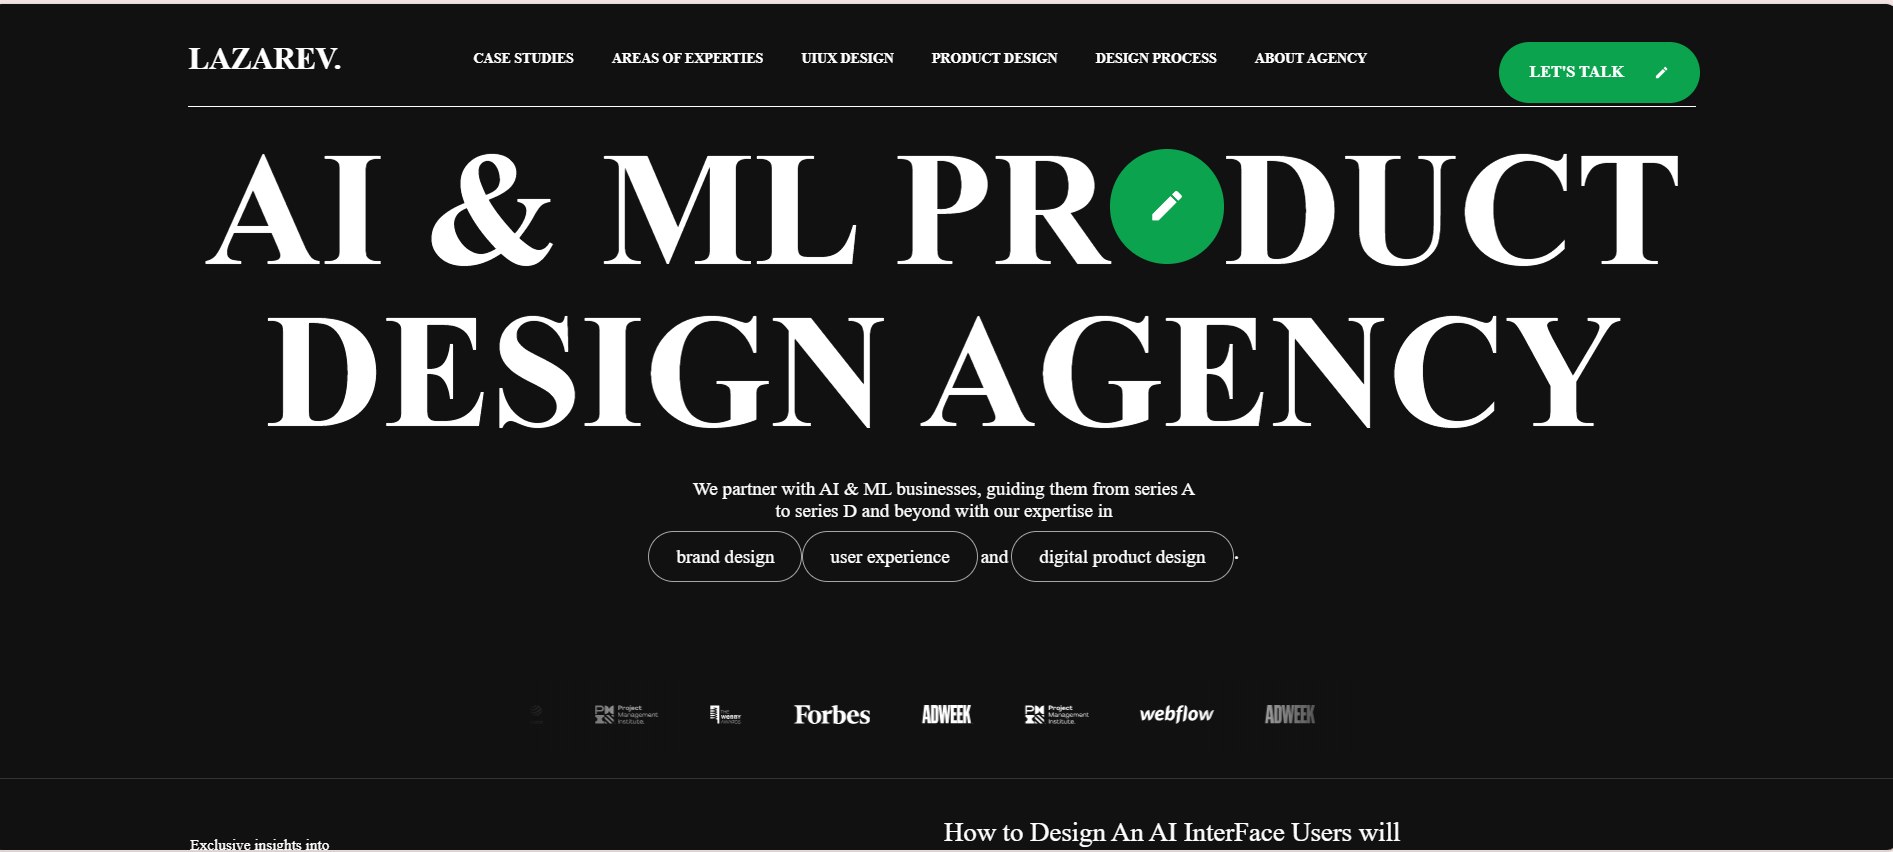 LAZAREV.
CASE STUDIES
AREAS OF EXPERTIES
UIUX DESIGN
PRODUCT DESIGN
DESIGN PROCESS
ABOUT AGENCY
LET'S TALK
AI & ML PR DUCT
DESIGN AGENCY
We partner with AI & ML businesses, guiding them from series A
to series D and beyond with our expertise in
brand design user experience and digital product design .
Project
Management
Institute.
THE
WEBBY
AWARDS
Forbes
ADWEEK
Project
Management
Institute.
webflow
ADWEEK
Exclusive insights into
How to Design An AI InterFace Users will